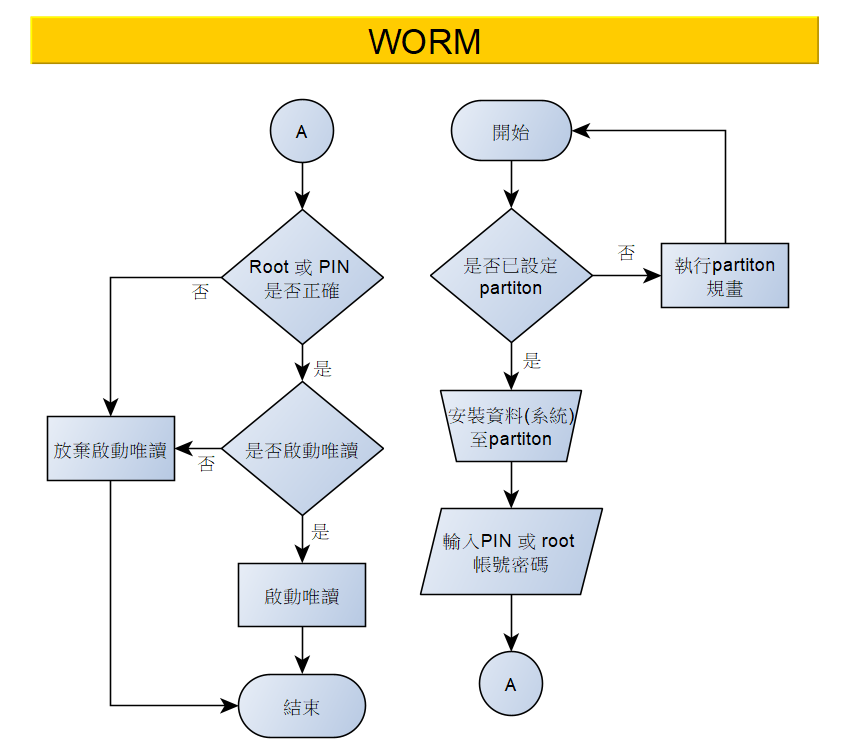 WORM
A
Root 或 PIN
是否正確
否
是
放棄啟動唯讀
否
是否啟動唯讀
是
啟動唯讀
結束
開始
是否已設定
partiton
否
執行partiton
規畫
是
安裝資料(系統)
至partiton
輸入PIN 或 root
帳號密碼
A